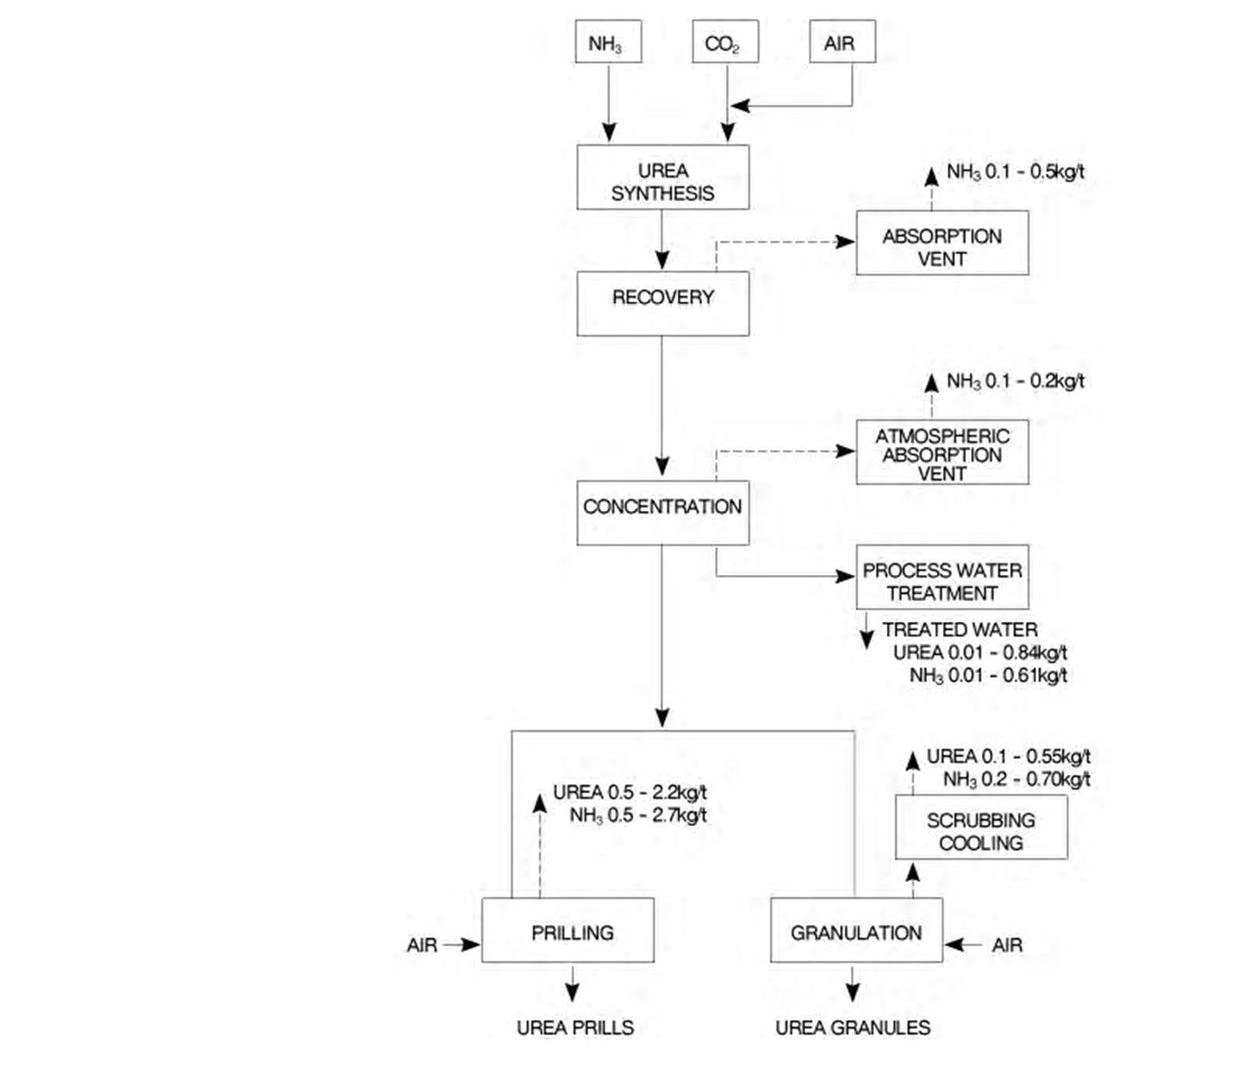 NH₃
CO₂
AIR
UREA
SYNTHESIS
NH₃ 0.1 - 0.5kg/t
ABSORPTION
VENT
RECOVERY
NH₃ 0.1 - 0.2kg/t
ATMOSPHERIC
ABSORPTION
VENT
CONCENTRATION
PROCESS WATER
TREATMENT
TREATED WATER
UREA 0.01 - 0.84kg/t
NH₃ 0.01 - 0.61kg/t
UREA 0.1 - 0.55kg/t
NH₃ 0.2 - 0.70kg/t
UREA 0.5 - 2.2kg/t
NH₃ 0.5 - 2.7kg/t
SCRUBBING
COOLING
AIR
PRILLING
GRANULATION
AIR
UREA PRILLS
UREA GRANULES